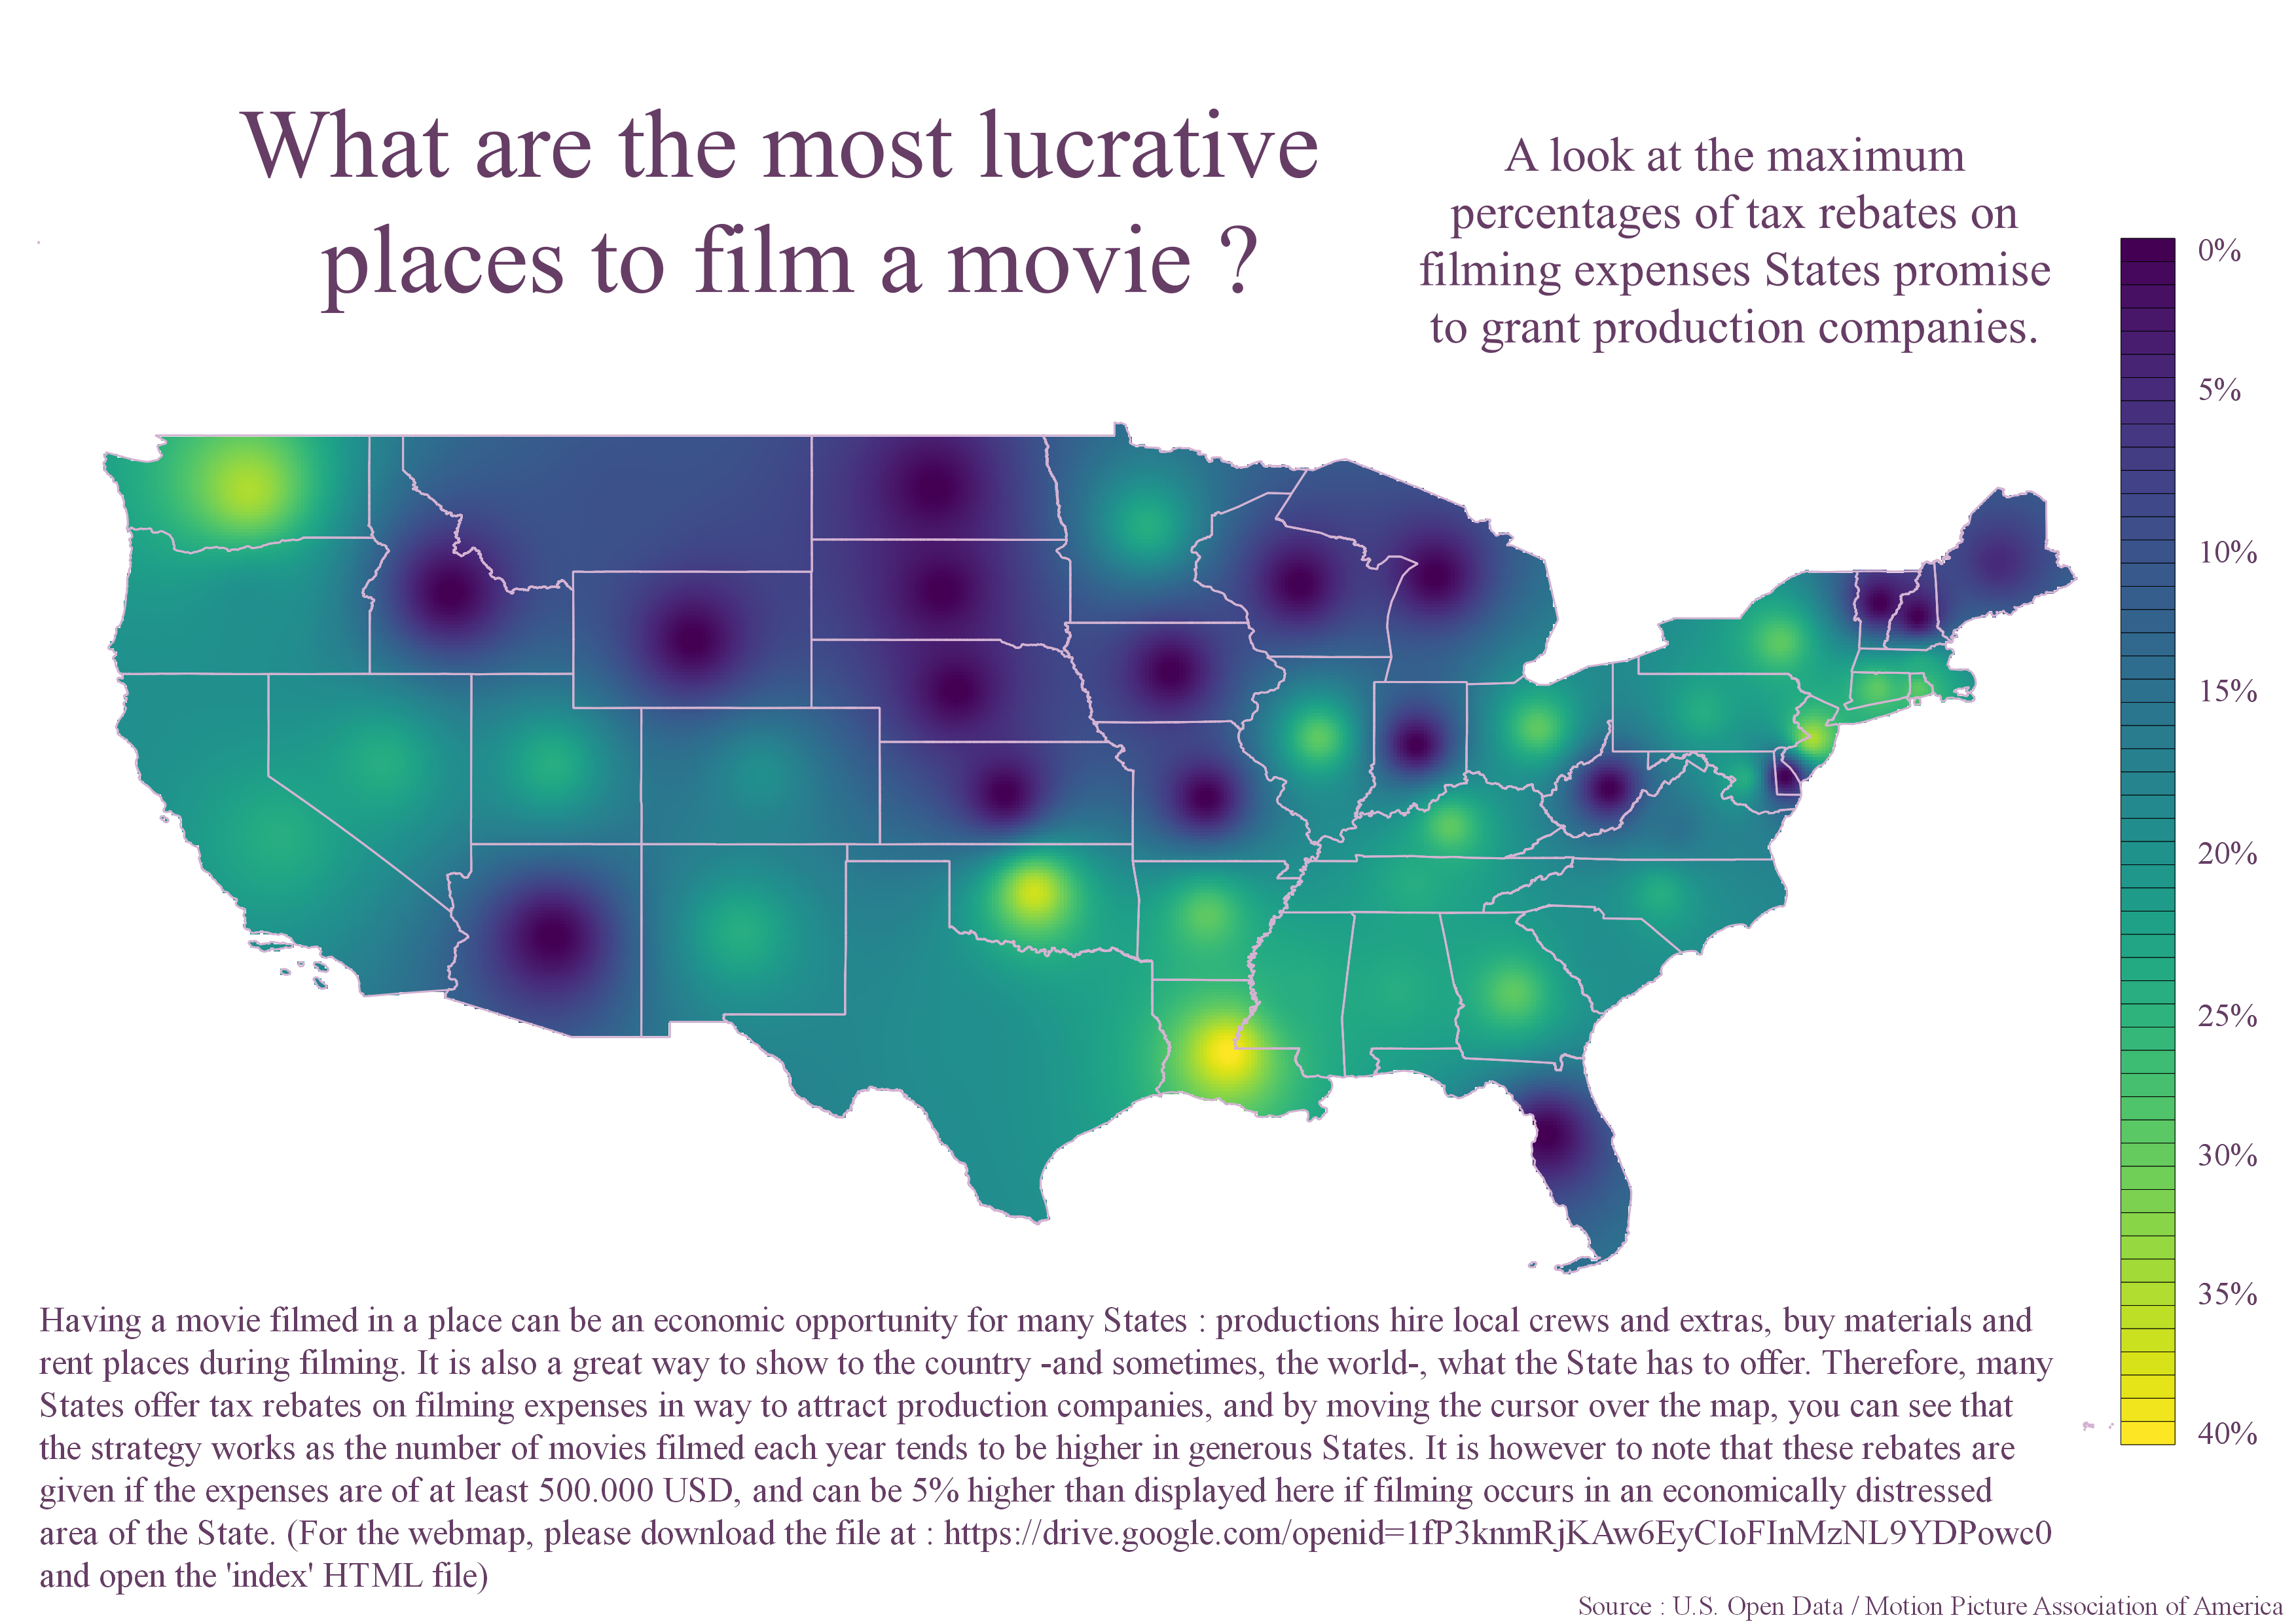 What are the most lucrative
places to film a movie ?
A look at the maximum
percentages of tax rebates on
filming expenses States promise
to grant production companies.
0%
5%
10%
15%
20%
25%
30%
35%
40%
Having a movie filmed in a place can be an economic opportunity for many States : productions hire local crews and extras, buy materials and
rent places during filming. It is also a great way to show to the country -and sometimes, the world-, what the State has to offer. Therefore, many
States offer tax rebates on filming expenses in way to attract production companies, and by moving the cursor over the map, you can see that
the strategy works as the number of movies filmed each year tends to be higher in generous States. It is however to note that these rebates are
given if the expenses are of at least 500.000 USD, and can be 5% higher than displayed here if filming occurs in an economically distressed
area of the State. (For the webmap, please download the file at : https://drive.google.com/openid=1fP3knmRjKAw6EyCIoFInMzNL9YDPowc0
and open the 'index' HTML file)
Source : U.S. Open Data / Motion Picture Association of America